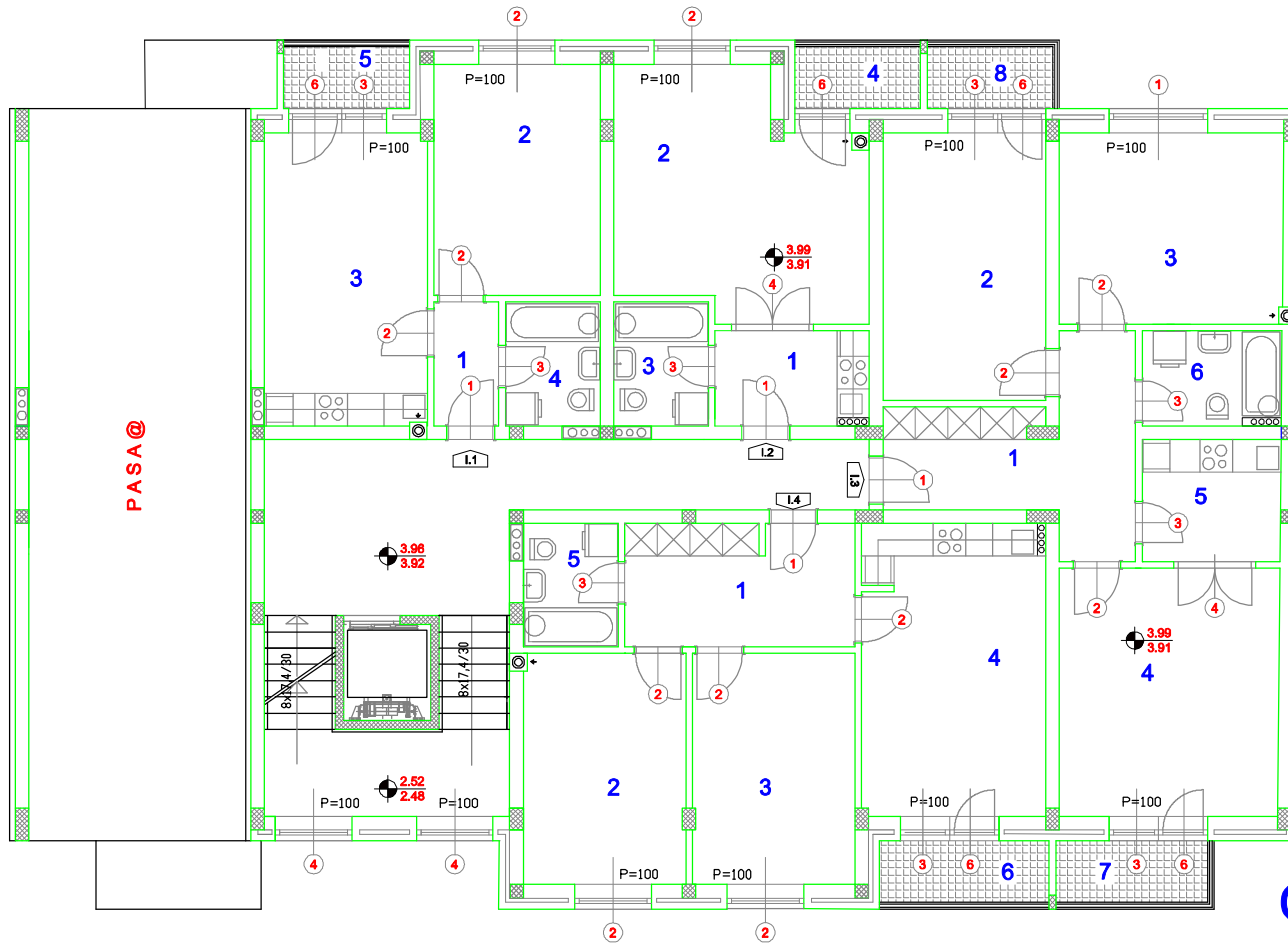 2 2
5 4 8
6 3 6 3 6 1
P=100 P=100
P=100 P=100 P=100
2 2
3.99
3.91
2 4 2
3 2 3
2
1 3 4 3 3 1 2 6
1 1 3
I.1 I.2 1
I.3 1 5
I.4 3
PASA@
3.96
3.92
5 3 1 1
2 2 4
3.99
3.91
4 4
8x17,4/30 8x17,4/30
2 2
2.52
2.48
2 3
P=100 P=100 P=100 P=100
4 4 3 6 6 7 3 6
P=100 P=100
2 2